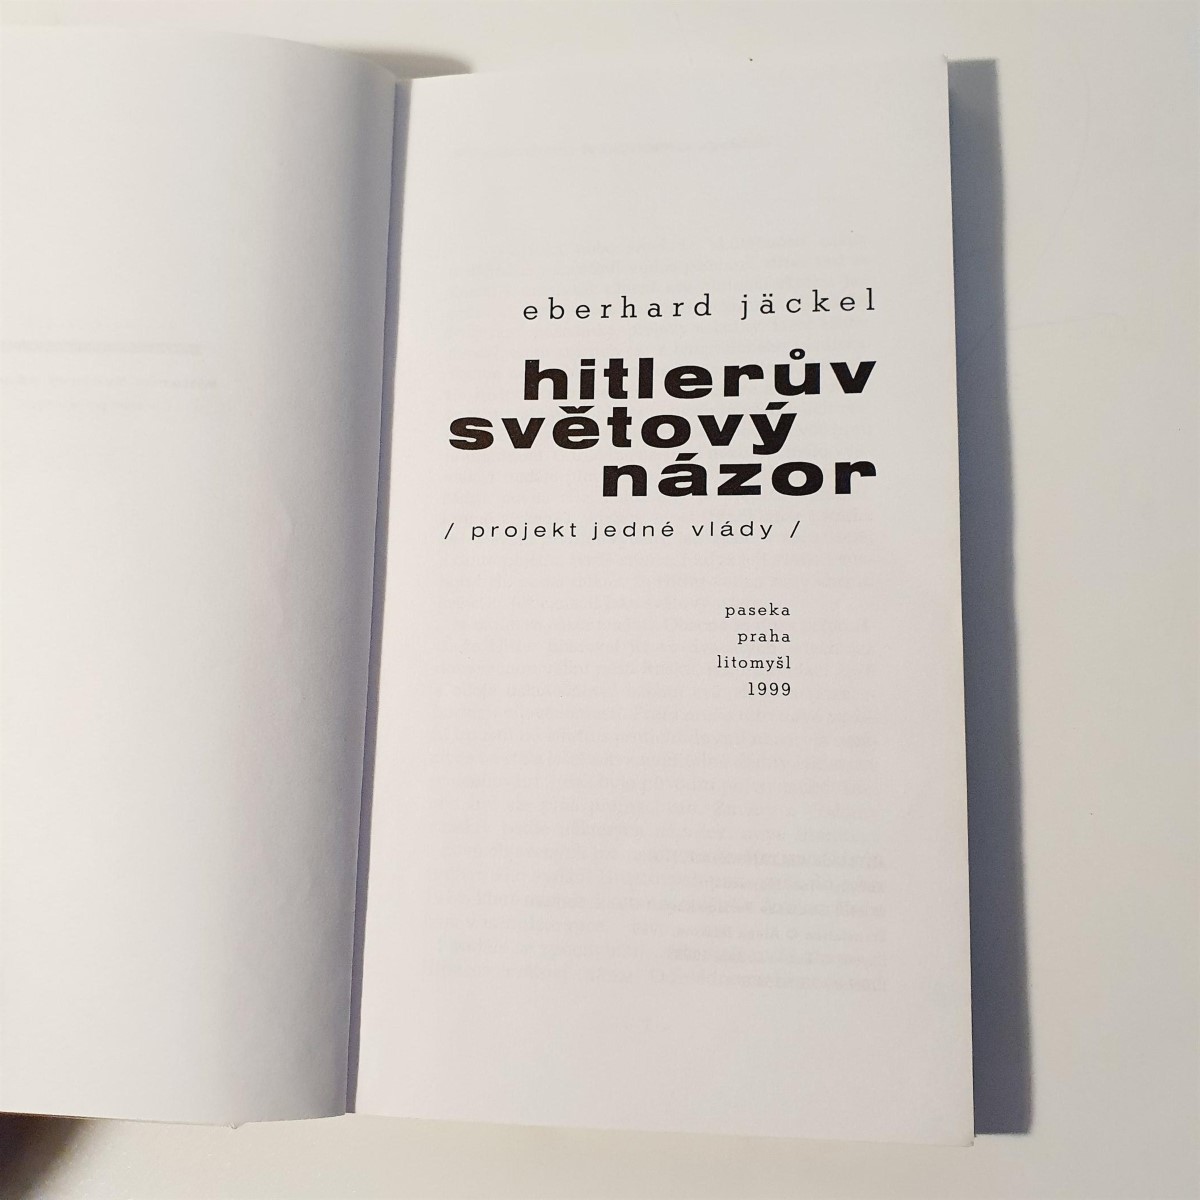 eberhard jäckel
hitlerův
světový
názor
/ projekt jedné vlády /
paseka
praha
litomyšl
1999